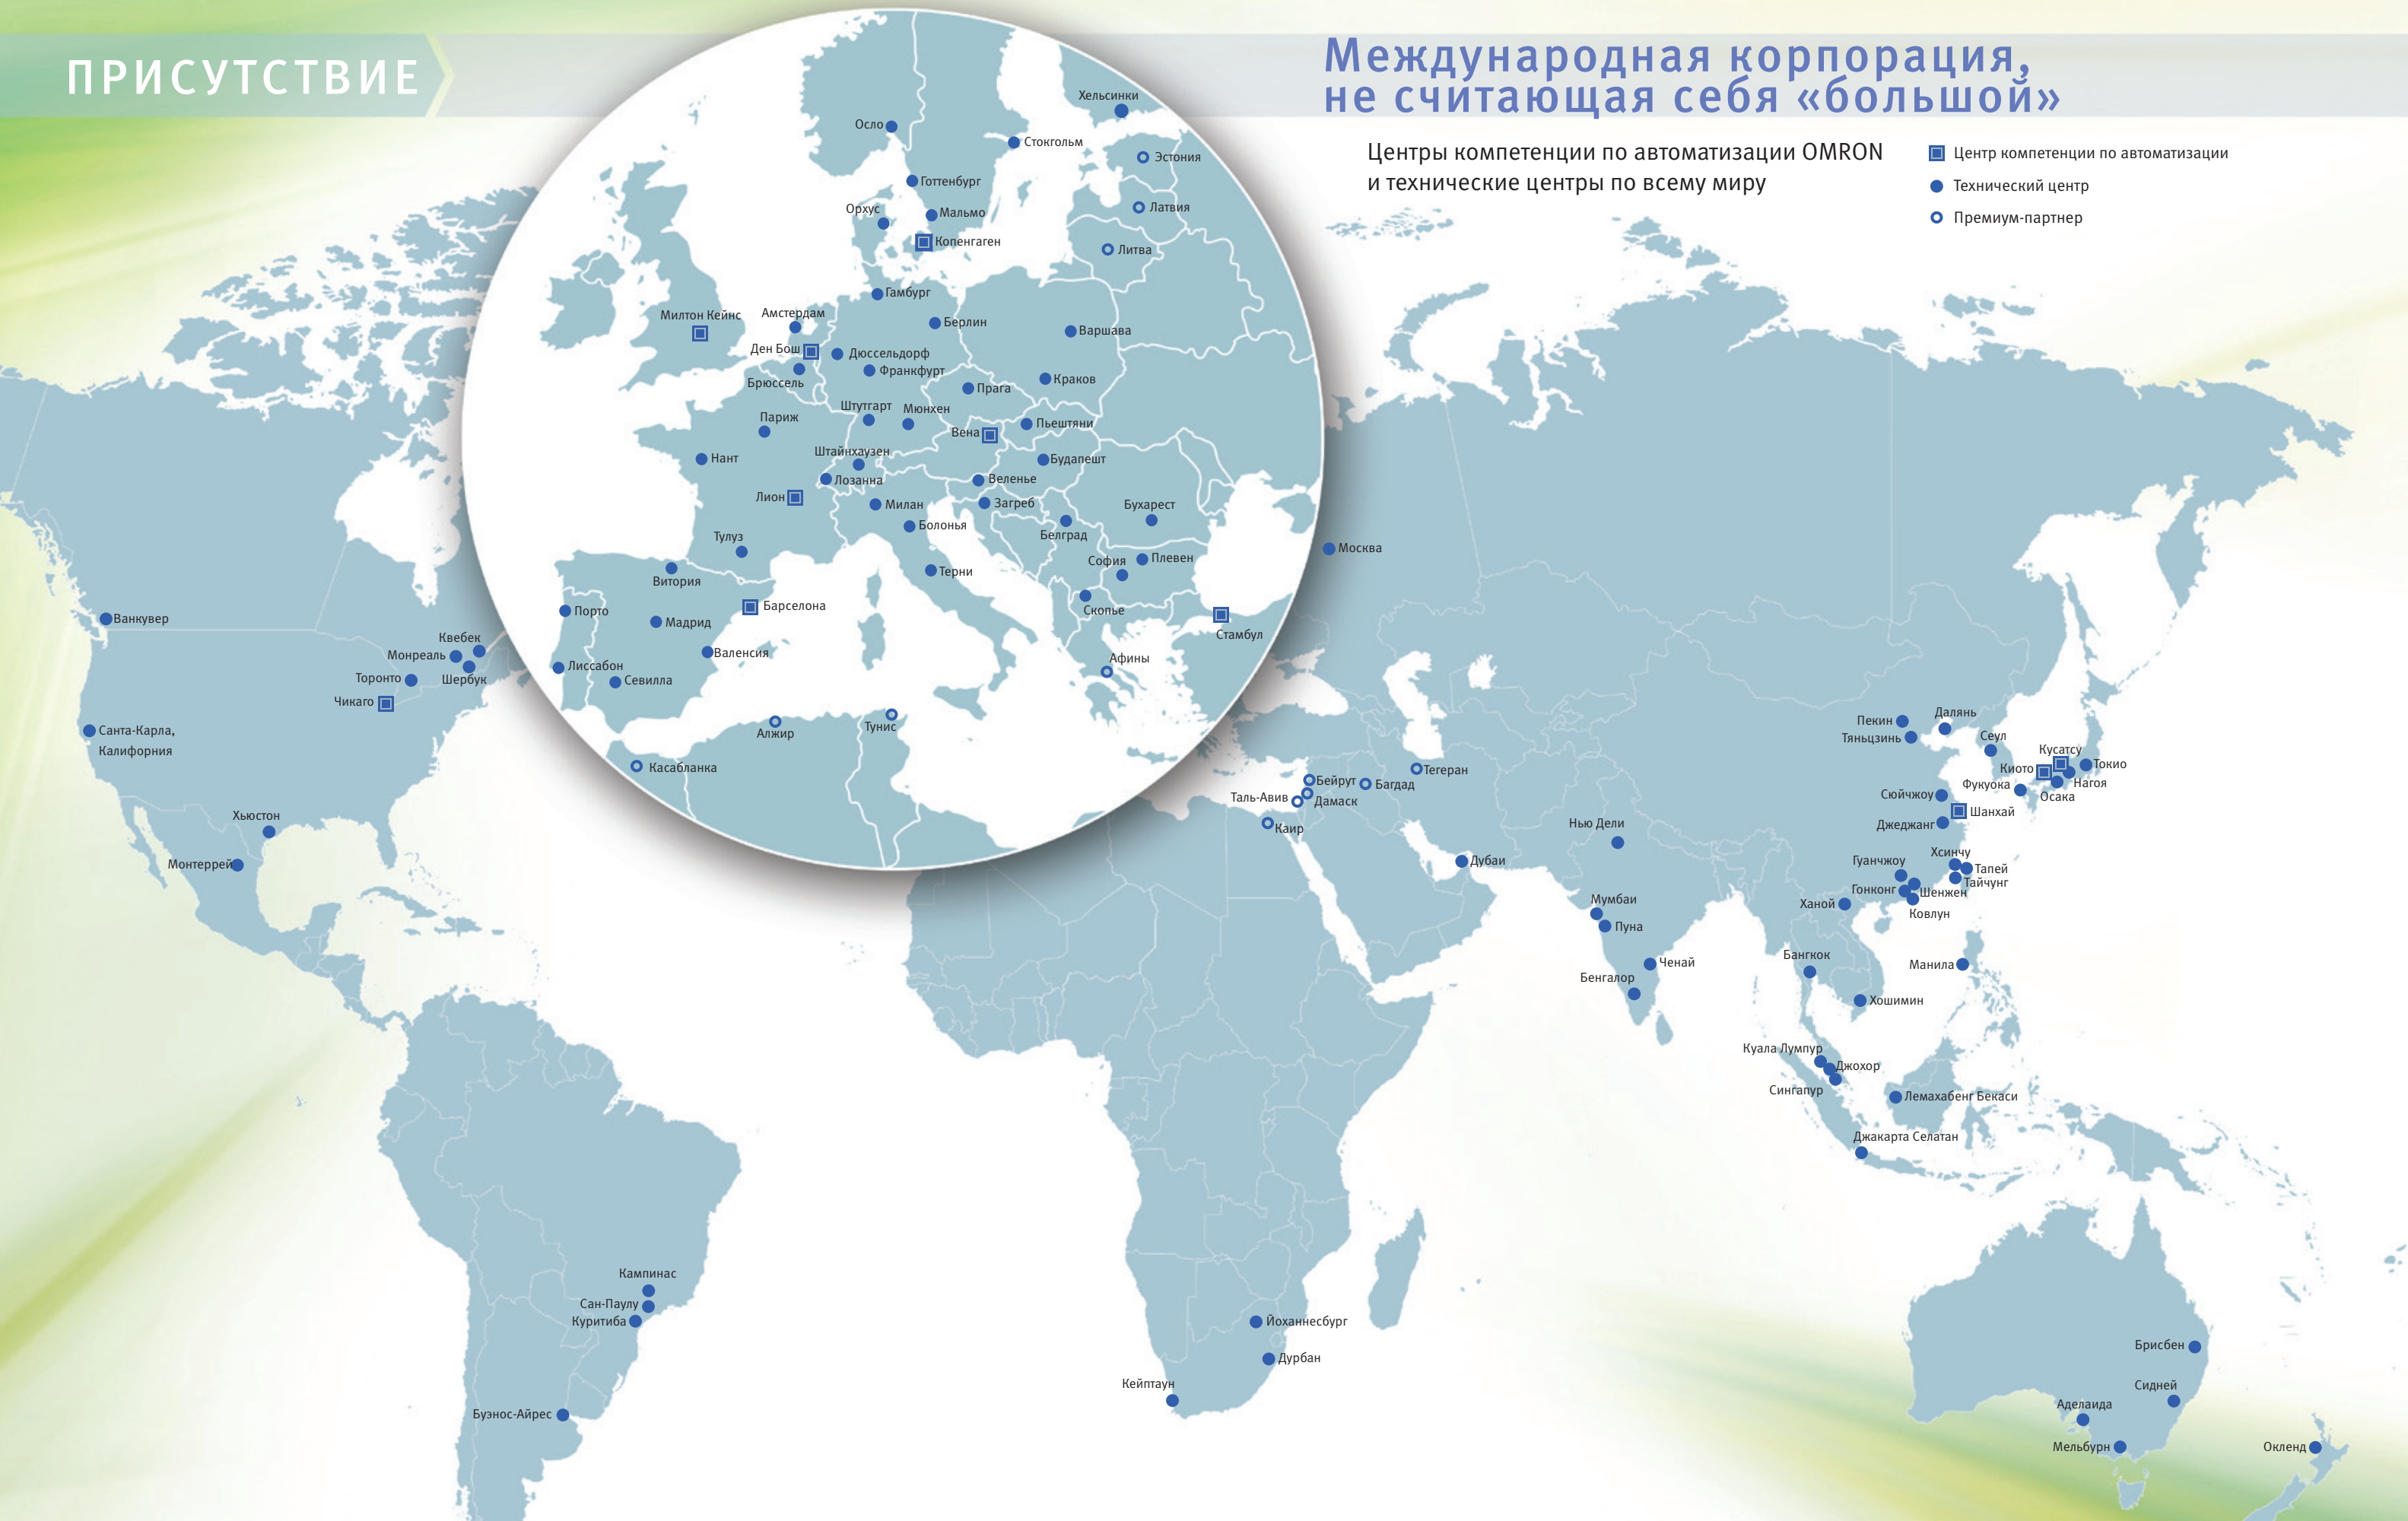 ПРИСУТСТВИЕ
Международная корпорация,
не считающая себя «большой»
Центры компетенции по автоматизации OMRON
и технические центры по всему миру
Центр компетенции по автоматизации
Технический центр
Премиум-партнер
Хельсинки
Осло
Стокгольм
Эстония
Готтенбург
Орхус
Мальмо
Латвия
Копенгаген
Литва
Гамбург
Милтон Кейнс
Амстердам
Берлин
Варшава
Ден Бош
Дюссельдорф
Франкфурт
Брюссель
Прага
Краков
Париж
Штутгарт
Мюнхен
Вена
Пьештяни
Нант
Штайнхаузен
Будапешт
Лозанна
Веленье
Лион
Милан
Загреб
Бухарест
Болонья
Белград
Тулуз
София
Плевен
Терни
Витория
Скопье
Порто
Барселона
Мадрид
Стамбул
Валенсия
Афины
Лиссабон
Севилла
Алжир
Тунис
Касабланка
Москва
Ванкувер
Квебек
Монреаль
Торонто
Шербук
Чикаго
Санта-Карла,
Калифорния
Хьюстон
Монтеррей
Тегеран
Бейрут
Багдад
Таль-Авив
Дамаск
Каир
Дубаи
Нью Дели
Мумбаи
Пуна
Ченай
Бенгалор
Пекин
Далянь
Тяньцзинь
Сеул
Кусатсу
Киото
Токио
Фукуока
Нагоя
Осака
Сюйчжоу
Шанхай
Джеджанг
Хсинчу
Гуанчжоу
Тапей
Тайчунг
Гонконг
Шенжен
Ковлун
Ханой
Бангкок
Манила
Хошимин
Куала Лумпур
Джохор
Сингапур
Лемахабенг Бекаси
Джакарта Селатан
Кампинас
Сан-Паулу
Куритиба
Буэнос-Айрес
Йоханнесбург
Дурбан
Кейптаун
Брисбен
Сидней
Аделаида
Мельбурн
Окленд